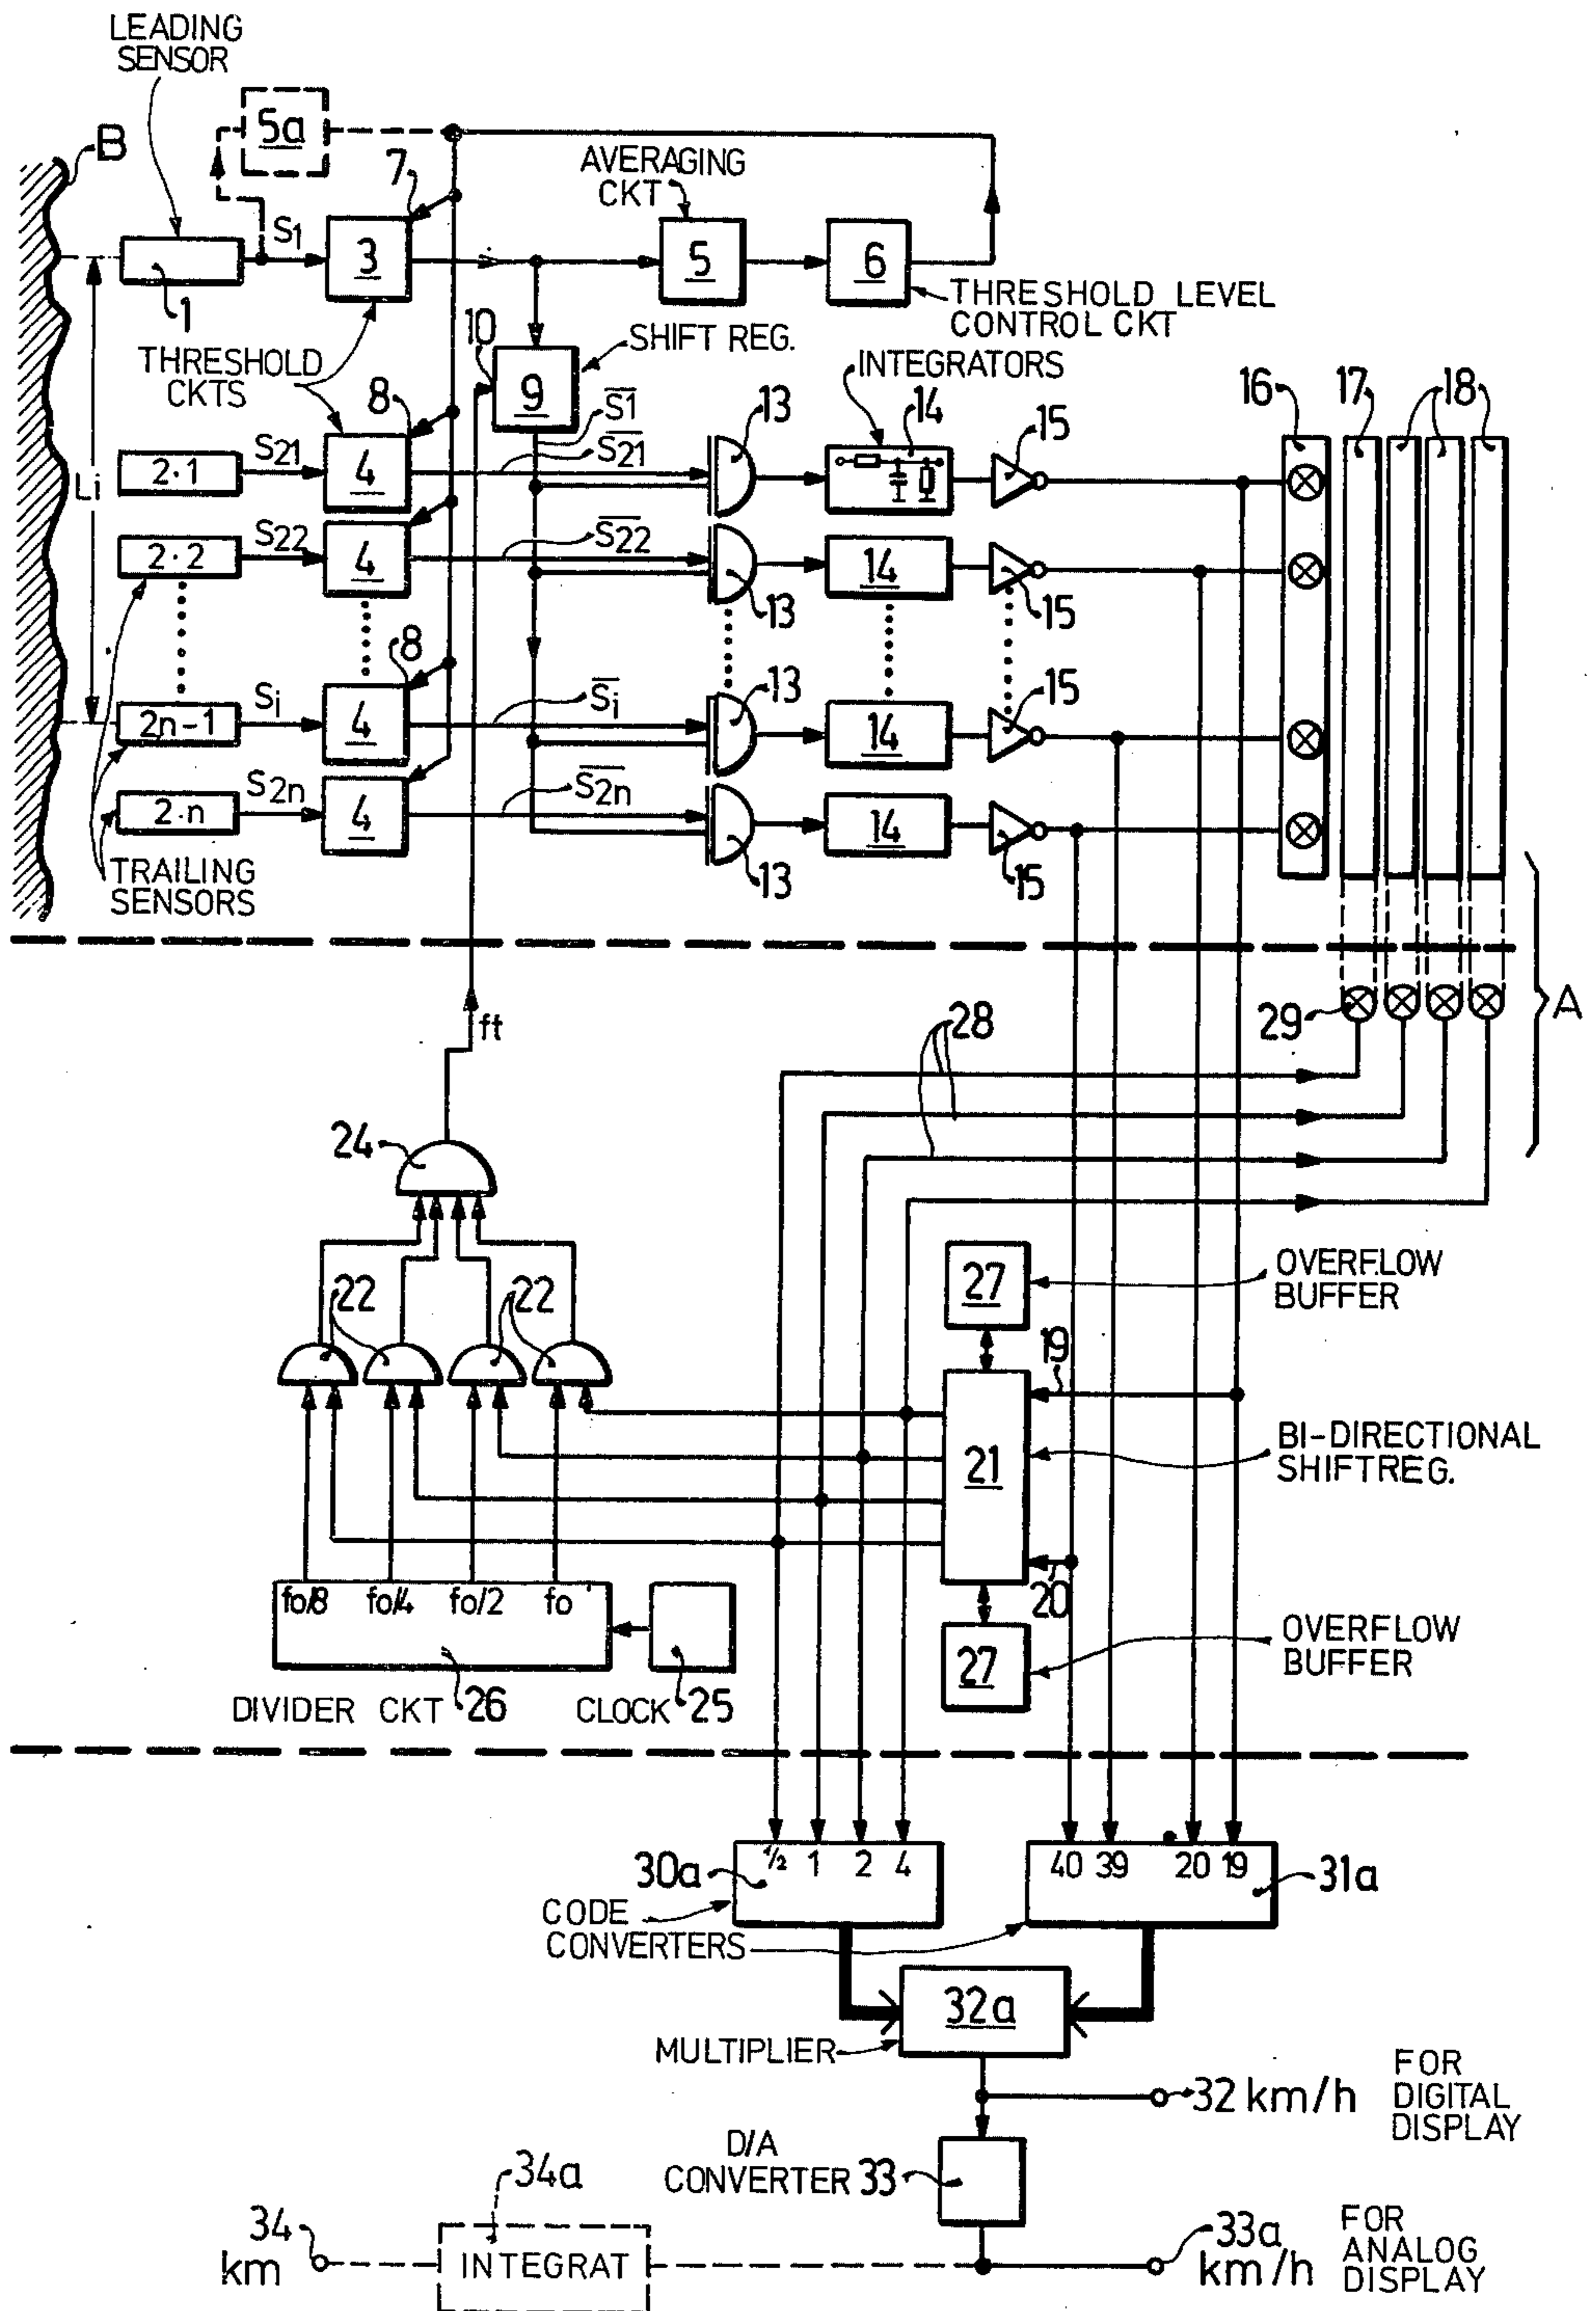 LEADING
SENSOR
B
5a
7
AVERAGING
CKT
S1
3
5
6
1
THRESHOLD LEVEL
CONTROL CKT
10
SHIFT REG.
THRESHOLD
CKTS
INTEGRATORS
8
9
S̅1̅
13
14
15
16
17
18
Li
2·1
S21
4
S̅2̅1̅
2·2
S22
4
S̅2̅2̅
13
14
15
8
2n-1
Si
4
S̅i̅
13
14
15
2·n
S2n
4
S̅2̅n̅
13
14
15
TRAILING
SENSORS
29
A
ft
28
24
22
22
27
OVERFLOW
BUFFER
19
21
BI-DIRECTIONAL
SHIFTREG.
20
fo/8 fo/4 fo/2 fo
27
OVERFLOW
BUFFER
DIVIDER CKT 26
CLOCK 25
30a
1/2 1 2 4
40 39 20 19
31a
CODE
CONVERTERS
32a
MULTIPLIER
32 km/h
FOR
DIGITAL
DISPLAY
D/A
CONVERTER 33
34a
34
km
INTEGRAT
33a
km/h
FOR
ANALOG
DISPLAY